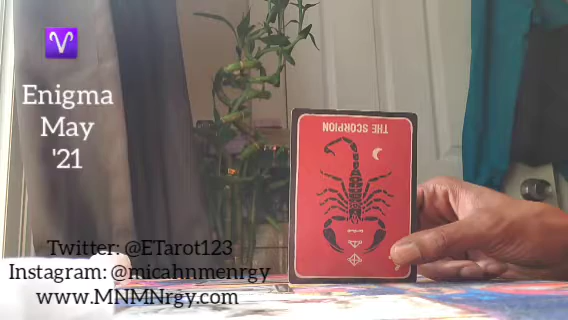 ♈
Enigma
May
'21
THE SCORPION
Twitter: @ETarot123
Instagram: @micahnmenrgy
www.MNMNrgy.com